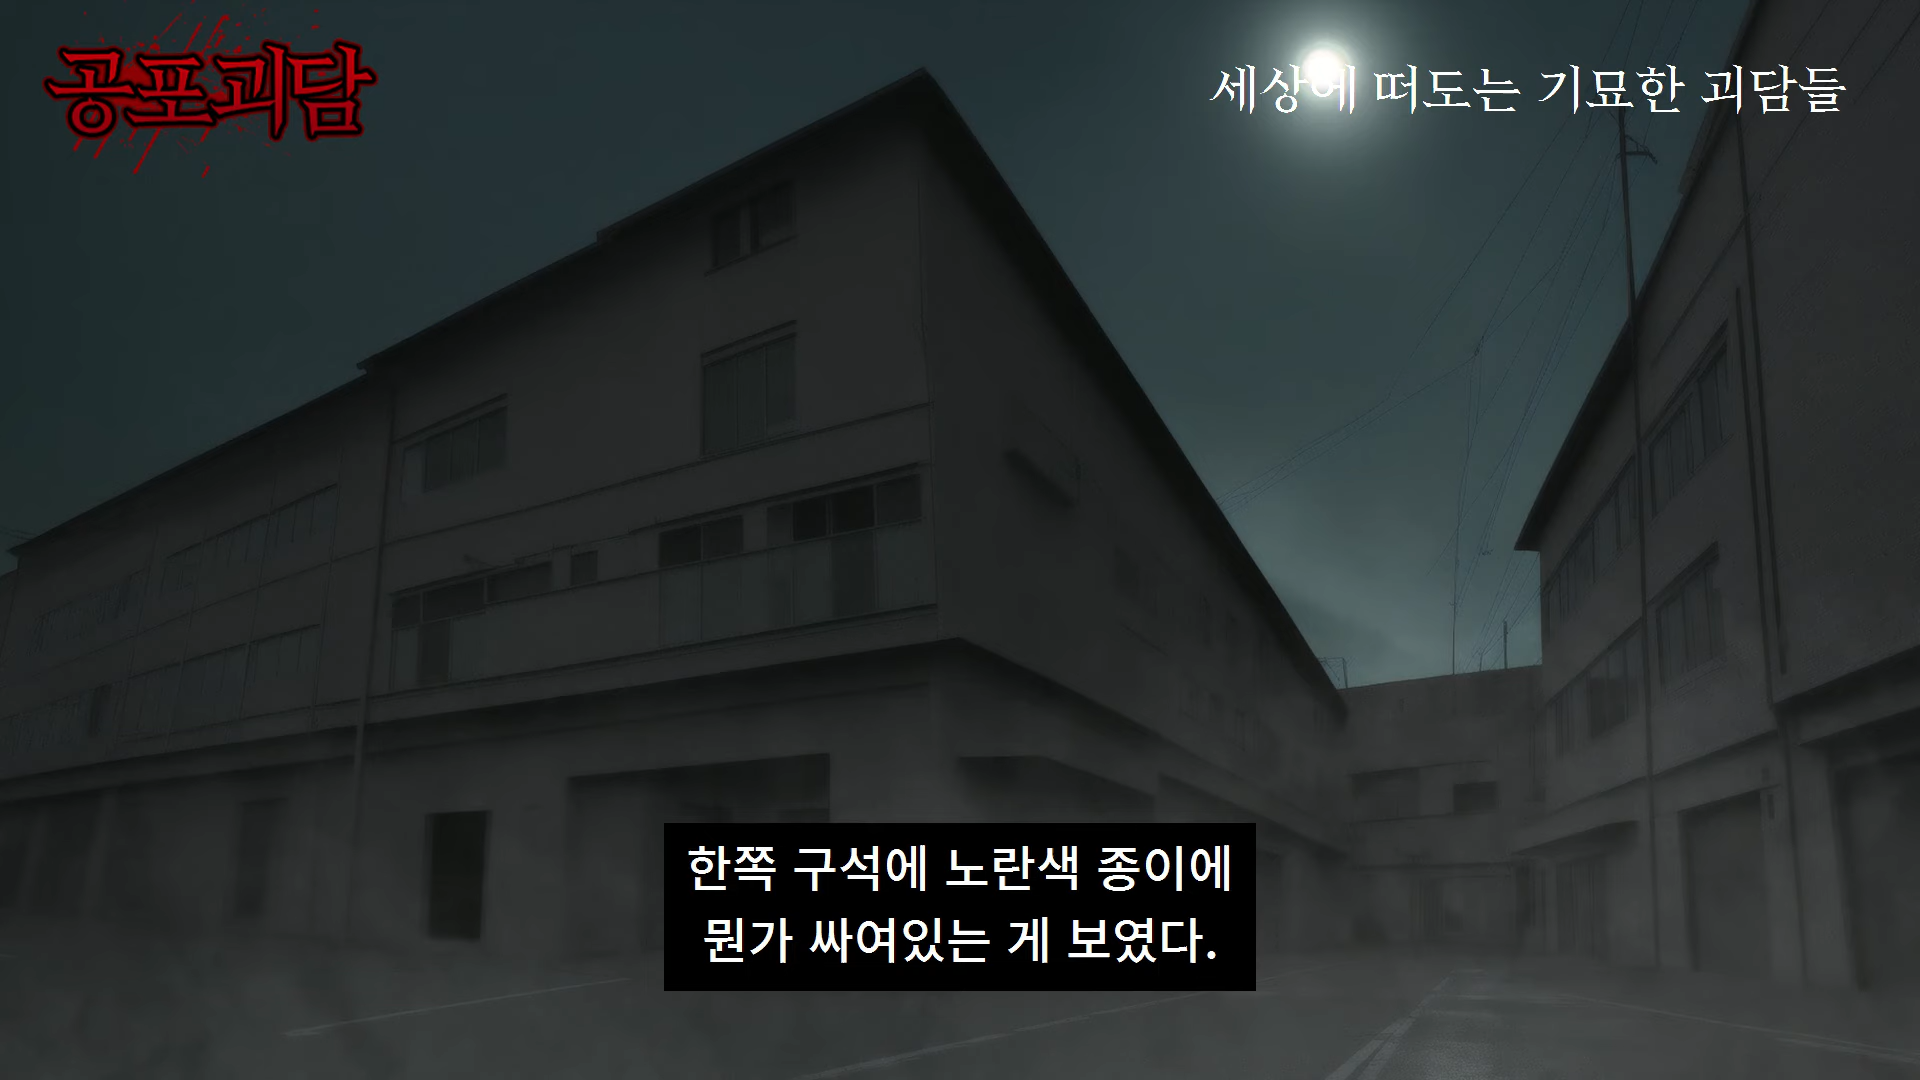 공포괴담
세상에 떠도는 기묘한 괴담들
한쪽 구석에 노란색 종이에
뭔가 싸여있는 게 보였다.